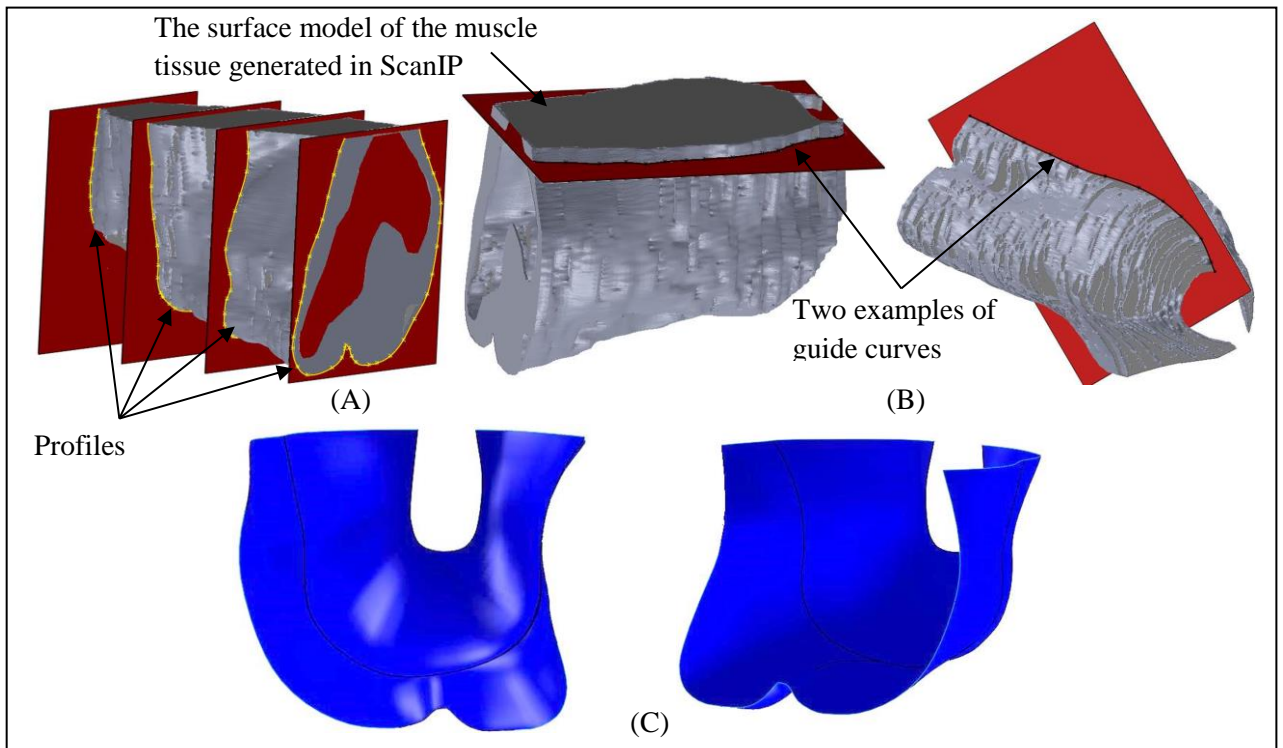 The surface model of the muscle
tissue generated in ScanIP
Two examples of
guide curves
(A)
(B)
Profiles
(C)